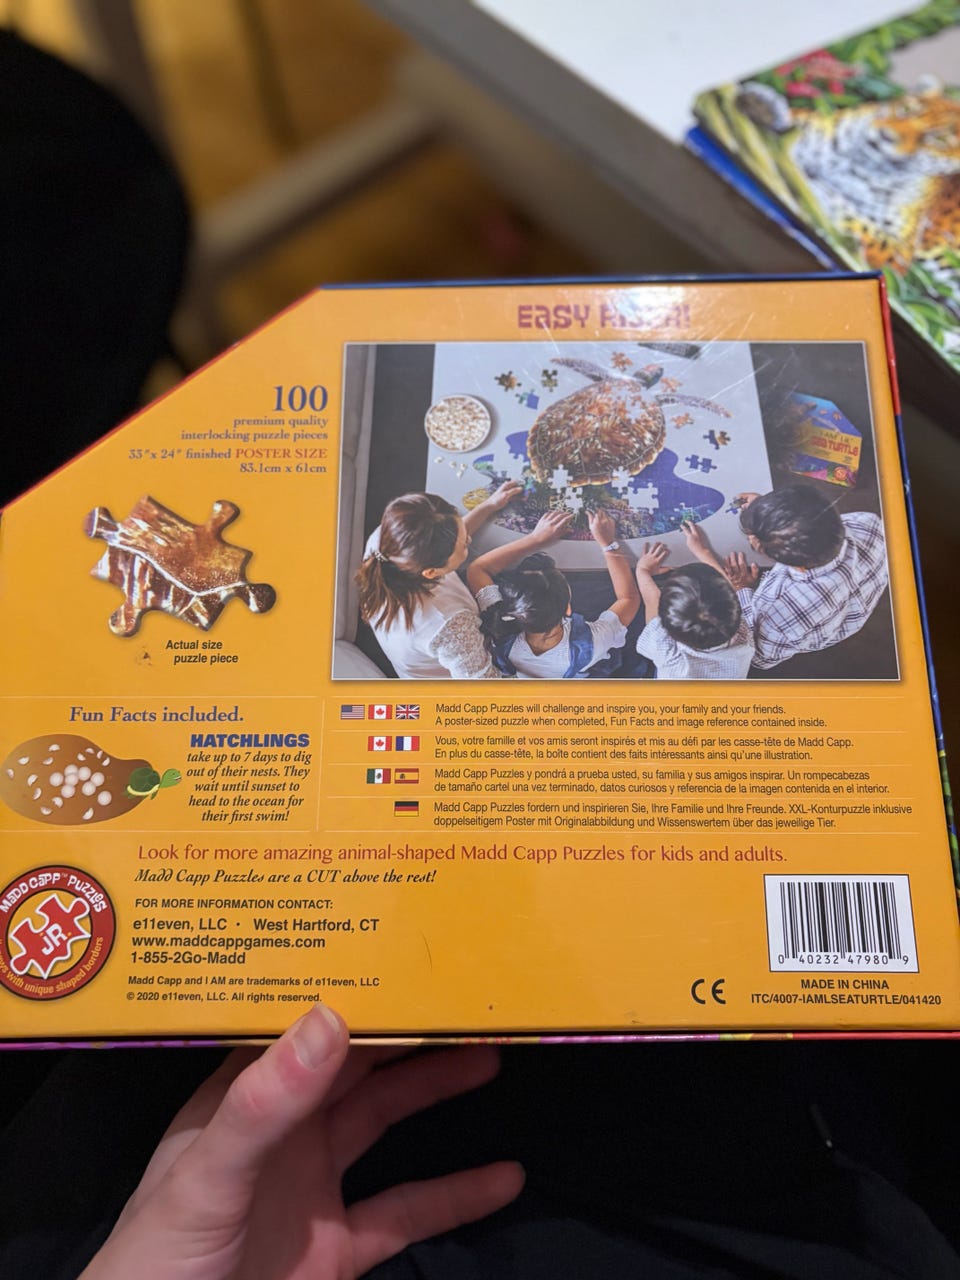 EASY RISER!
100
premium quality
interlocking puzzle pieces
33"x 24" finished POSTER SIZE
83.1cm x 61cm
Actual size
puzzle piece
I AM LIL'
SEA TURTLE
Fun Facts included.
HATCHLINGS
take up to 7 days to dig
out of their nests. They
wait until sunset to
head to the ocean for
their first swim!
Madd Capp Puzzles will challenge and inspire you, your family and your friends.
A poster-sized puzzle when completed, Fun Facts and image reference contained inside.
Vous, votre famille et vos amis seront inspirés et mis au défi par les casse-tête de Madd Capp.
En plus du casse-tête, la boîte contient des faits intéressants ainsi qu'une illustration.
Madd Capp Puzzles y pondrá a prueba usted, su familia y sus amigos inspirar. Un rompecabezas
de tamaño cartel una vez terminado, datos curiosos y referencia de la imagen contenida en el interior.
Madd Capp Puzzles fordern und inspirieren Sie, Ihre Familie und Ihre Freunde. XXL-Konturpuzzle inklusive
doppelseitigem Poster mit Originalabbildung und Wissenswertem über das jeweilige Tier.
Look for more amazing animal-shaped Madd Capp Puzzles for kids and adults.
Madd Capp Puzzles are a CUT above the rest!
MADD CAPP™ PUZZLES
JR.
with unique shaped borders
FOR MORE INFORMATION CONTACT:
e11even, LLC · West Hartford, CT
www.maddcappgames.com
1-855-2Go-Madd
Madd Capp and I AM are trademarks of e11even, LLC
© 2020 e11even, LLC. All rights reserved.
CE
0 40232 47980 9
MADE IN CHINA
ITC/4007-IAMLSEATURTLE/041420